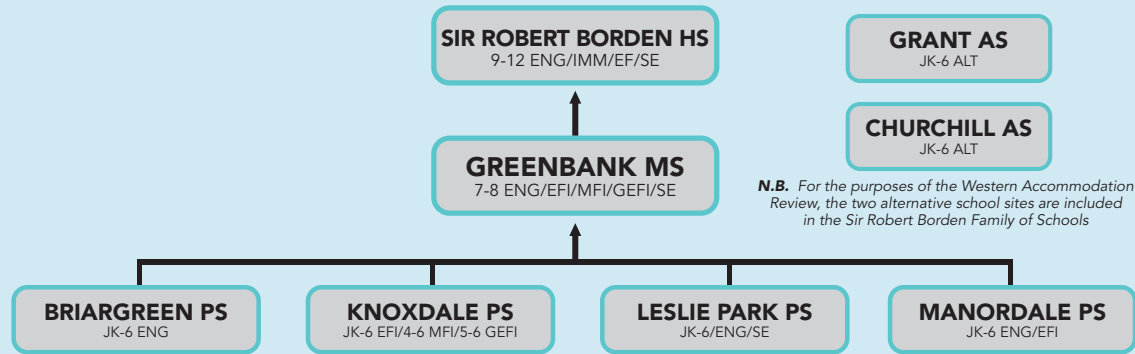 SIR ROBERT BORDEN HS
9-12 ENG/IMM/EF/SE
GRANT AS
JK-6 ALT
CHURCHILL AS
JK-6 ALT
GREENBANK MS
7-8 ENG/EFI/MFI/GEFI/SE
N.B. For the purposes of the Western Accommodation
Review, the two alternative school sites are included
in the Sir Robert Borden Family of Schools
BRIARGREEN PS
JK-6 ENG
KNOXDALE PS
JK-6 EFI/4-6 MFI/5-6 GEFI
LESLIE PARK PS
JK-6/ENG/SE
MANORDALE PS
JK-6 ENG/EFI